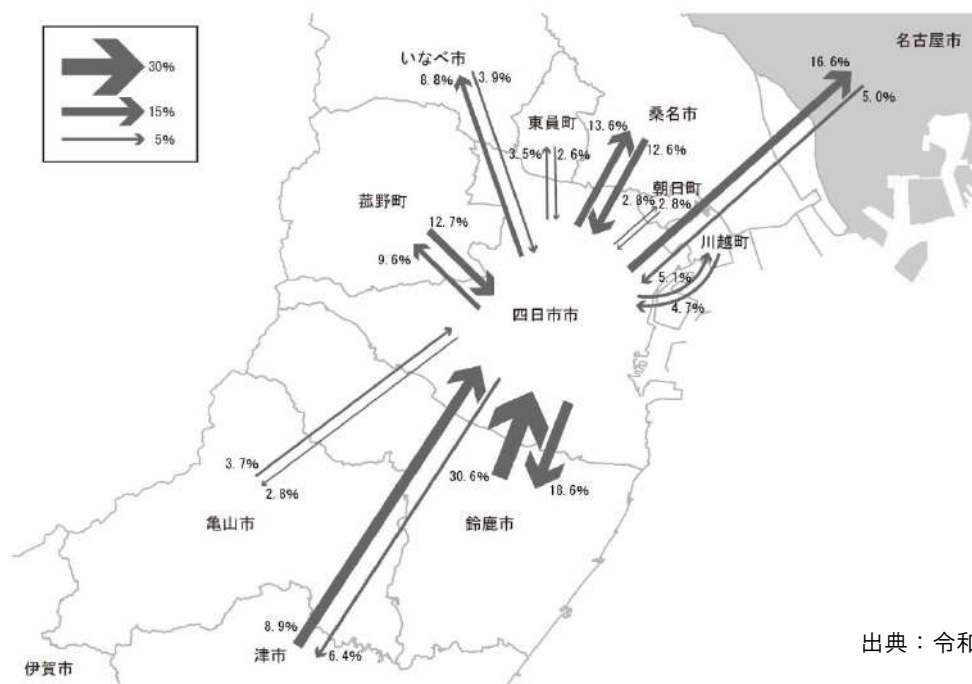 30%
15%
5%
名古屋市
16.6%
5.0%
いなべ市
8.8%
3.9%
東員町
3.5%
2.6%
桑名市
13.6%
12.6%
朝日町
2.8%
2.8%
川越町
5.1%
4.7%
菰野町
12.7%
9.6%
四日市市
3.7%
2.8%
亀山市
30.6%
18.6%
鈴鹿市
8.9%
6.4%
津市
伊賀市
出典：令和